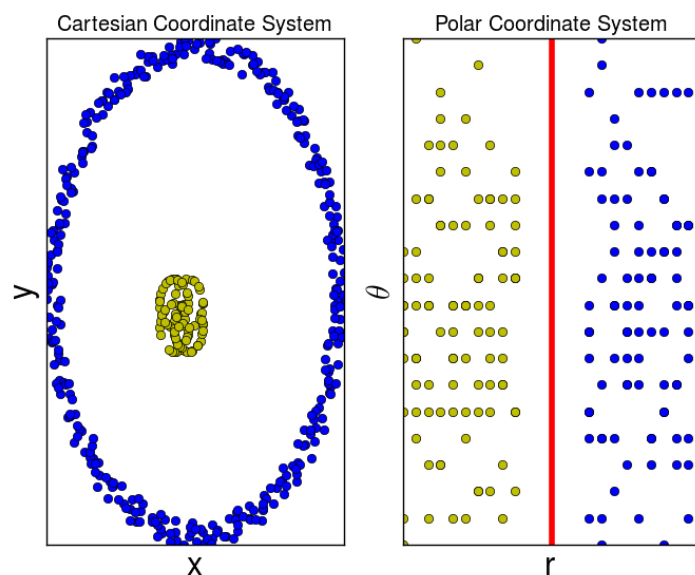 Cartesian Coordinate System
Polar Coordinate System
y
θ
x
r